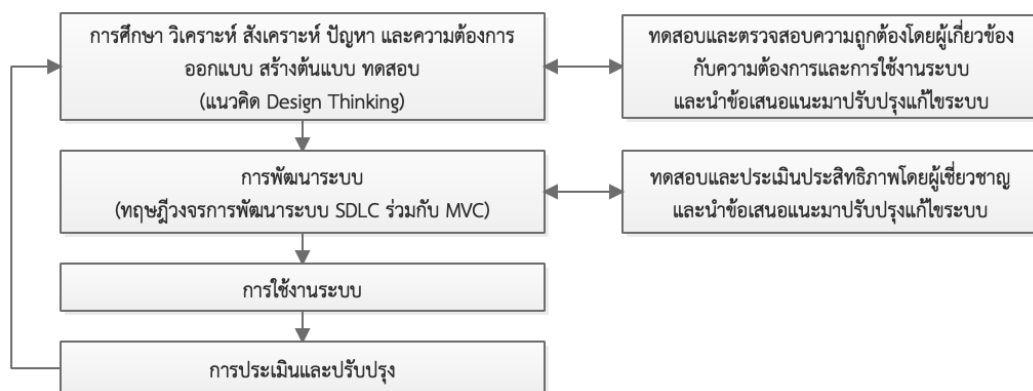 การศึกษา วิเคราะห์ สังเคราะห์ ปัญหา และความต้องการ
ออกแบบ สร้างต้นแบบ ทดสอบ
(แนวคิด Design Thinking)
ทดสอบและตรวจสอบความถูกต้องโดยผู้เกี่ยวข้อง
กับความต้องการและการใช้งานระบบ
และนำข้อเสนอแนะมาปรับปรุงแก้ไขระบบ
การพัฒนาระบบ
(ทฤษฎีวงจรการพัฒนาระบบ SDLC ร่วมกับ MVC)
ทดสอบและประเมินประสิทธิภาพโดยผู้เชี่ยวชาญ
และนำข้อเสนอแนะมาปรับปรุงแก้ไขระบบ
การใช้งานระบบ
การประเมินและปรับปรุง